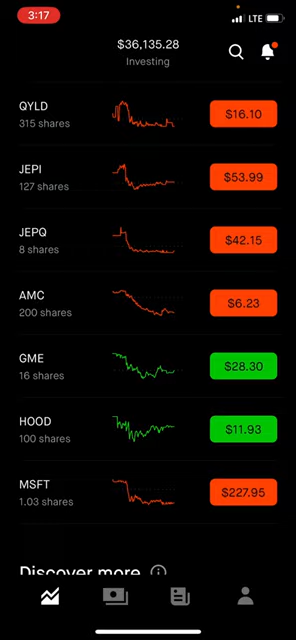 3:17
LTE
$36,135.28
Investing
QYLD
315 shares
$16.10
JEPI
127 shares
$53.99
JEPQ
8 shares
$42.15
AMC
200 shares
$6.23
GME
16 shares
$28.30
HOOD
100 shares
$11.93
MSFT
1.03 shares
$227.95
Discover more